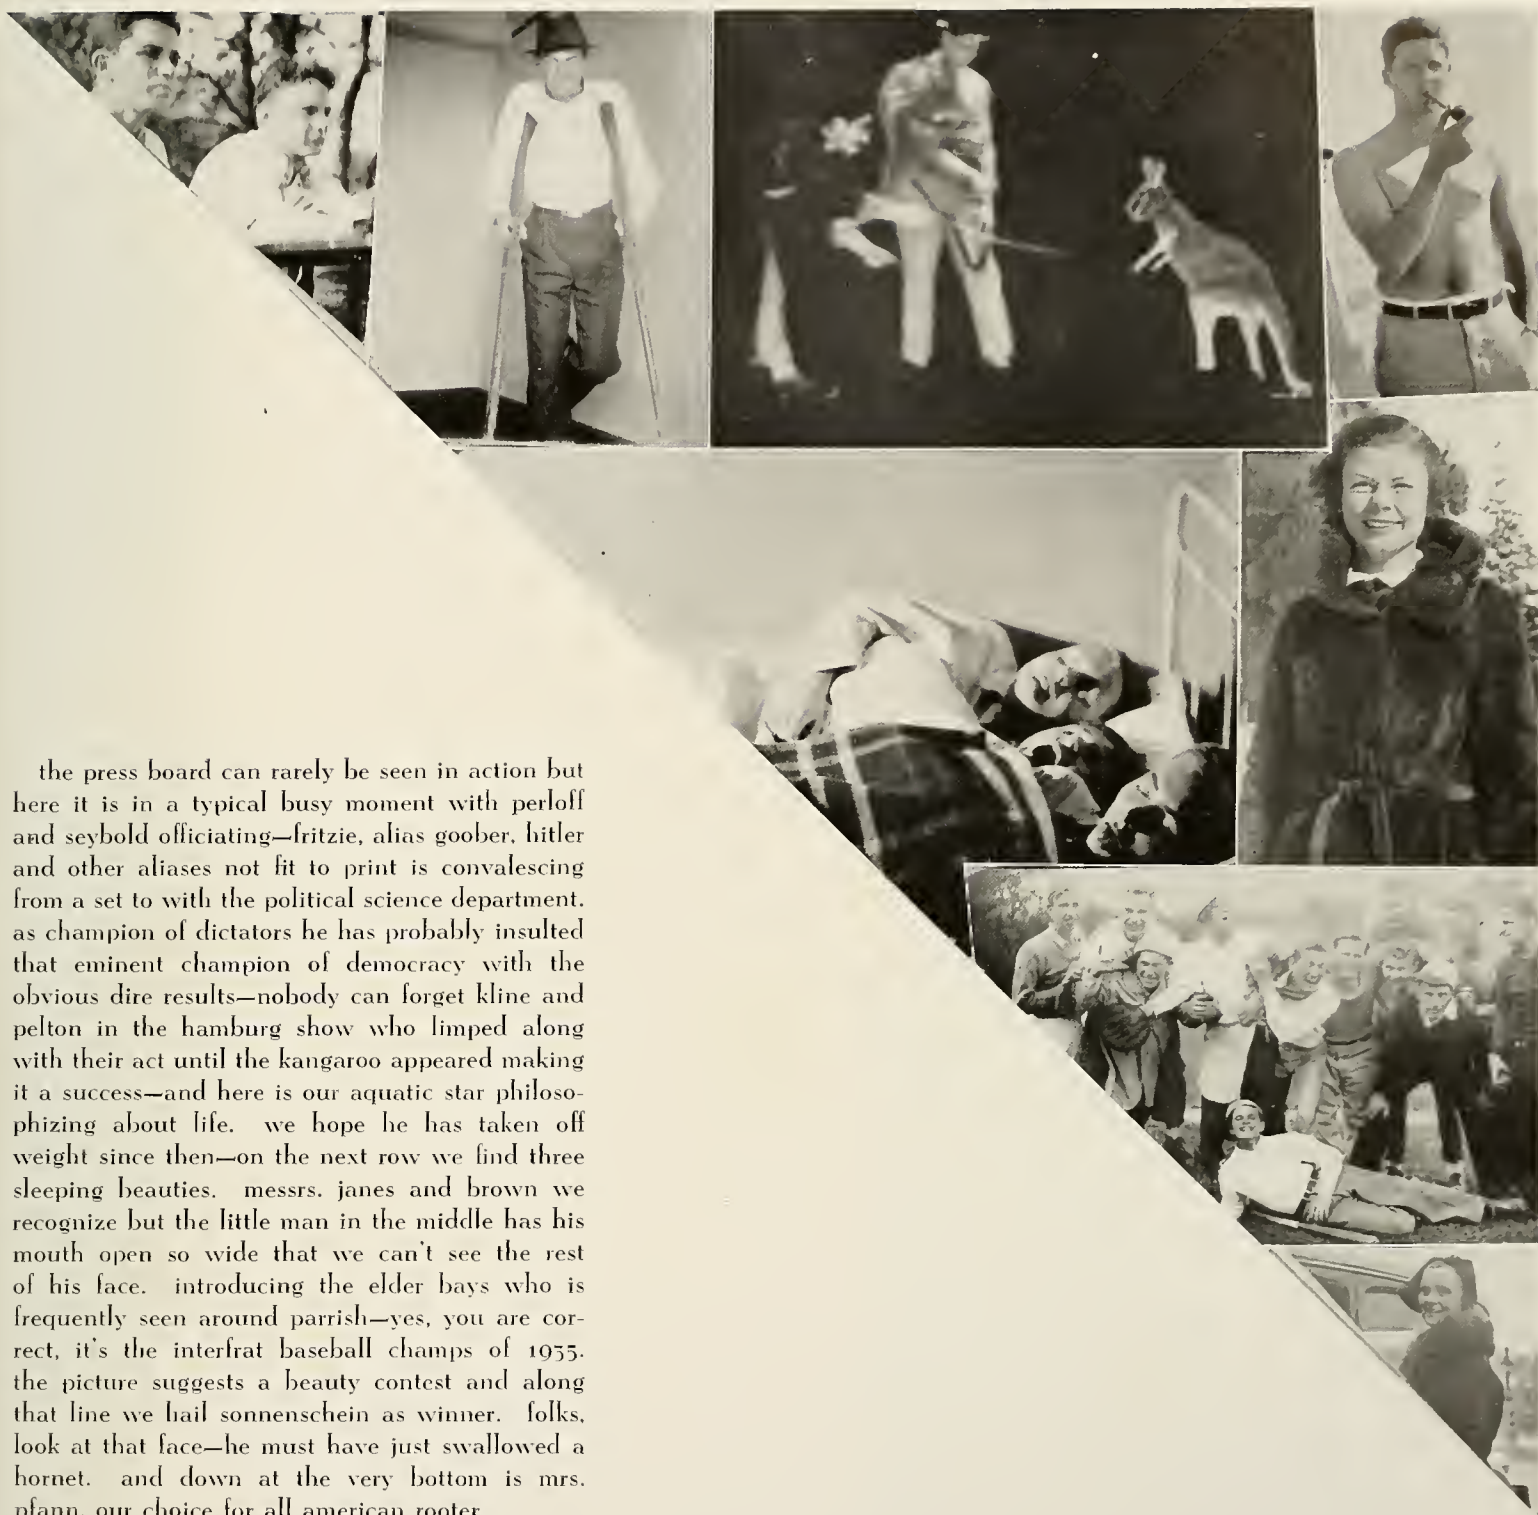 the press board can rarely be seen in action but
here it is in a typical busy moment with perloff
and seybold officiating—fritzie, alias goober, hitler
and other aliases not fit to print is convalescing
from a set to with the political science department.
as champion of dictators he has probably insulted
that eminent champion of democracy with the
obvious dire results—nobody can forget kline and
pelton in the hamburg show who limped along
with their act until the kangaroo appeared making
it a success—and here is our aquatic star philoso-
phizing about life. we hope he has taken off
weight since then—on the next row we find three
sleeping beauties. messrs. janes and brown we
recognize but the little man in the middle has his
mouth open so wide that we can't see the rest
of his face. introducing the elder bays who is
frequently seen around parrish—yes, you are cor-
rect, it's the interfrat baseball champs of 1935.
the picture suggests a beauty contest and along
that line we hail sonnenschein as winner. folks,
look at that face—he must have just swallowed a
hornet. and down at the very bottom is mrs.
pfann, our choice for all american rooter